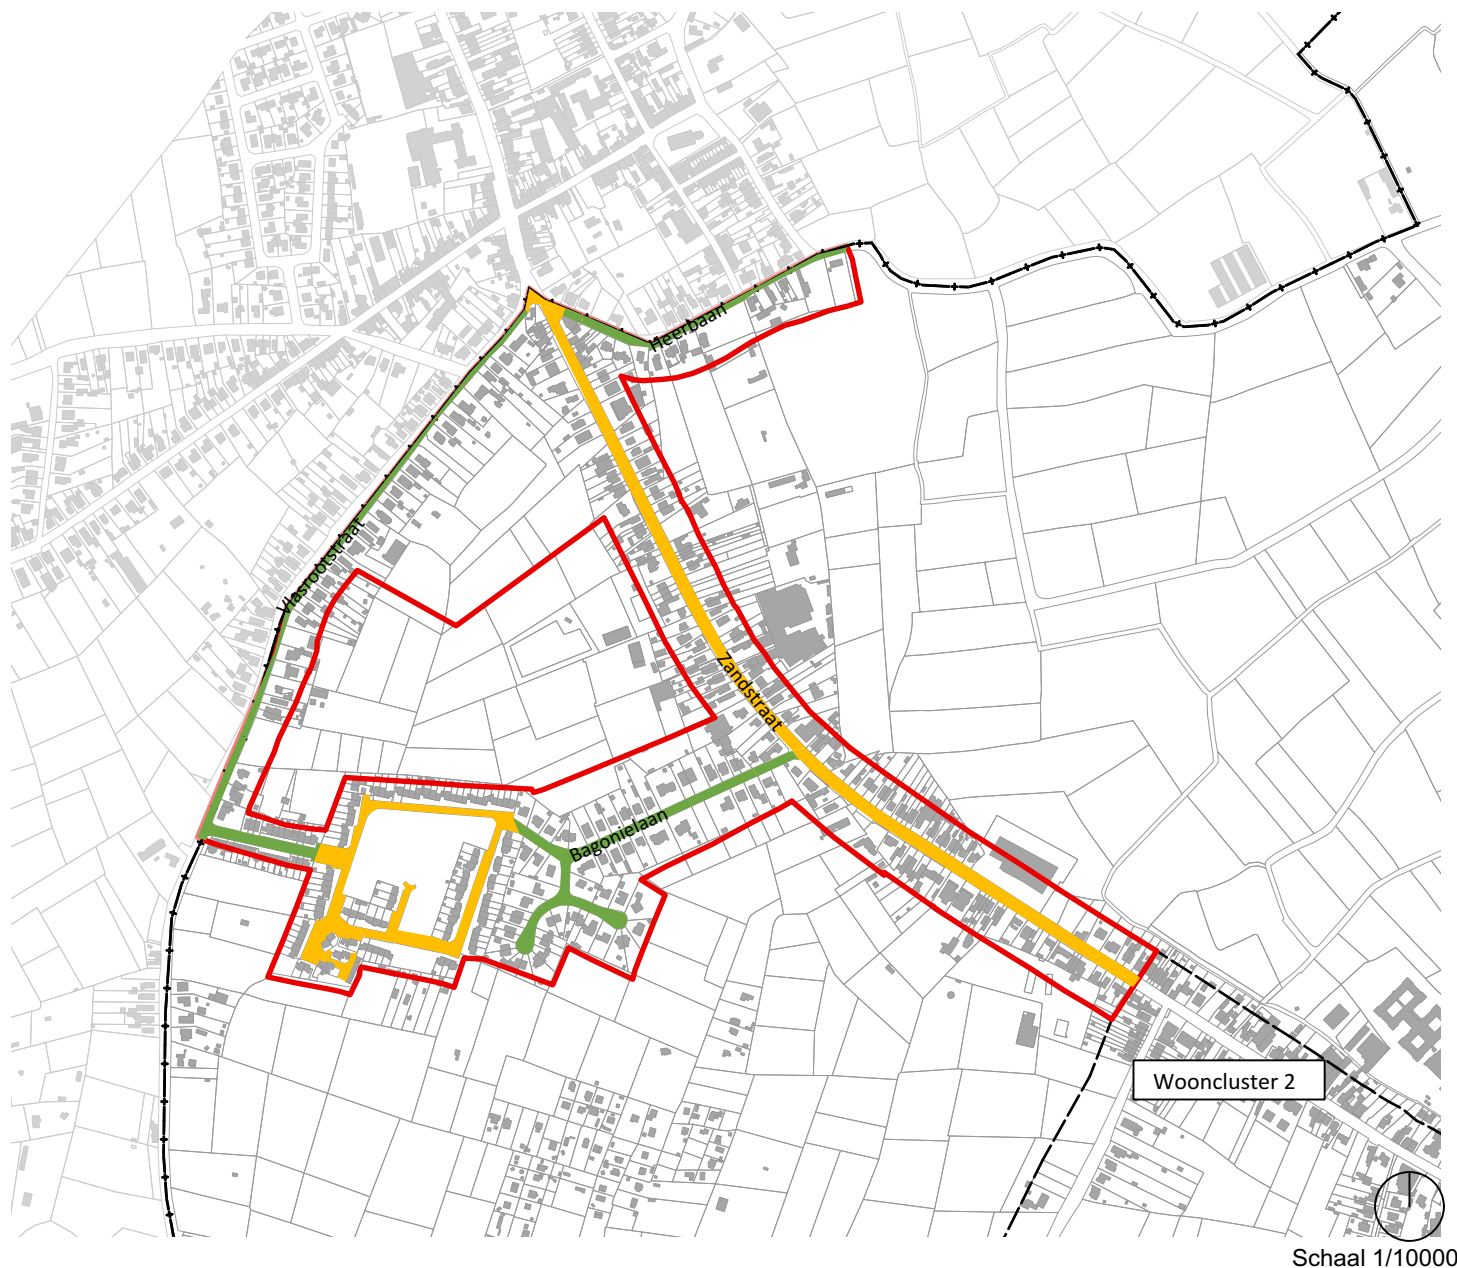 Heerbaan
Vlasrootstraat
Zandstraat
Bagonielaan
Wooncluster 2
Schaal 1/10000